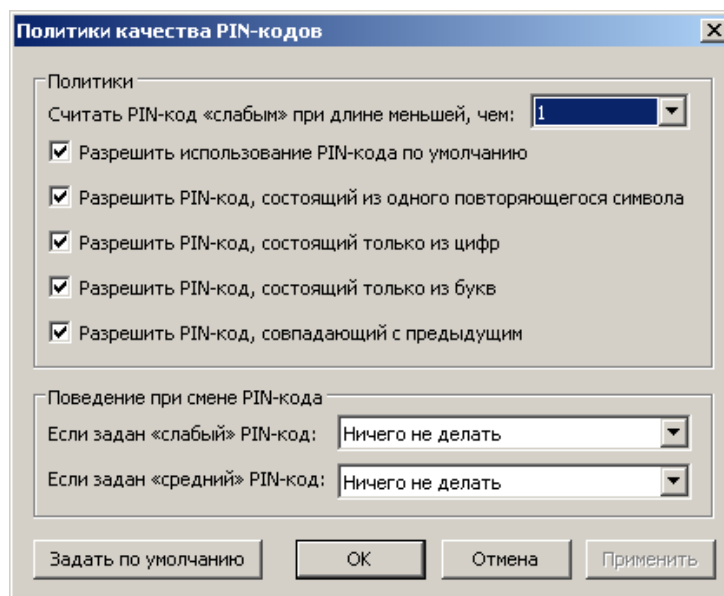 Политики качества PIN-кодов
Политики
Считать PIN-код «слабым» при длине меньшей, чем: 1
Разрешить использование PIN-кода по умолчанию
Разрешить PIN-код, состоящий из одного повторяющегося символа
Разрешить PIN-код, состоящий только из цифр
Разрешить PIN-код, состоящий только из букв
Разрешить PIN-код, совпадающий с предыдущим
Поведение при смене PIN-кода
Если задан «слабый» PIN-код: Ничего не делать
Если задан «средний» PIN-код: Ничего не делать
Задать по умолчанию ОК Отмена Применить